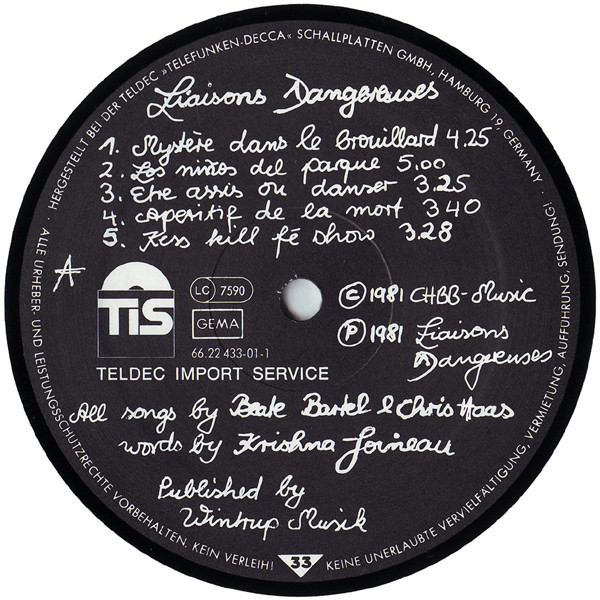 HERGESTELLT BEI DER TELDEC »TELEFUNKEN-DECCA« SCHALLPLATTEN GMBH, HAMBURG 19, GERMANY ·
Liaisons Dangereuses
1. Mystère dans le brouillard 4.25
2. Los niños del parque 5.00
3. Etre assis ou danser 3.25
4. Aperitif de la mort 3 40
5. Kess kill fé show 3.28
A
TIS
LC 7590
GEMA
66.22 433-01-1
TELDEC IMPORT SERVICE
© 1981 CHBB-Music
℗ 1981 Liaisons
Dangereuses
All songs by Beate Bartel & Chris Haas
words by Krishna Goineau
Published by
Wintrup Musik
33
· ALLE URHEBER- UND LEISTUNGSSCHUTZRECHTE VORBEHALTEN. KEIN VERLEIH! KEINE UNERLAUBTE VERVIELFÄLTIGUNG, VERMIETUNG, AUFFÜHRUNG, SENDUNG!